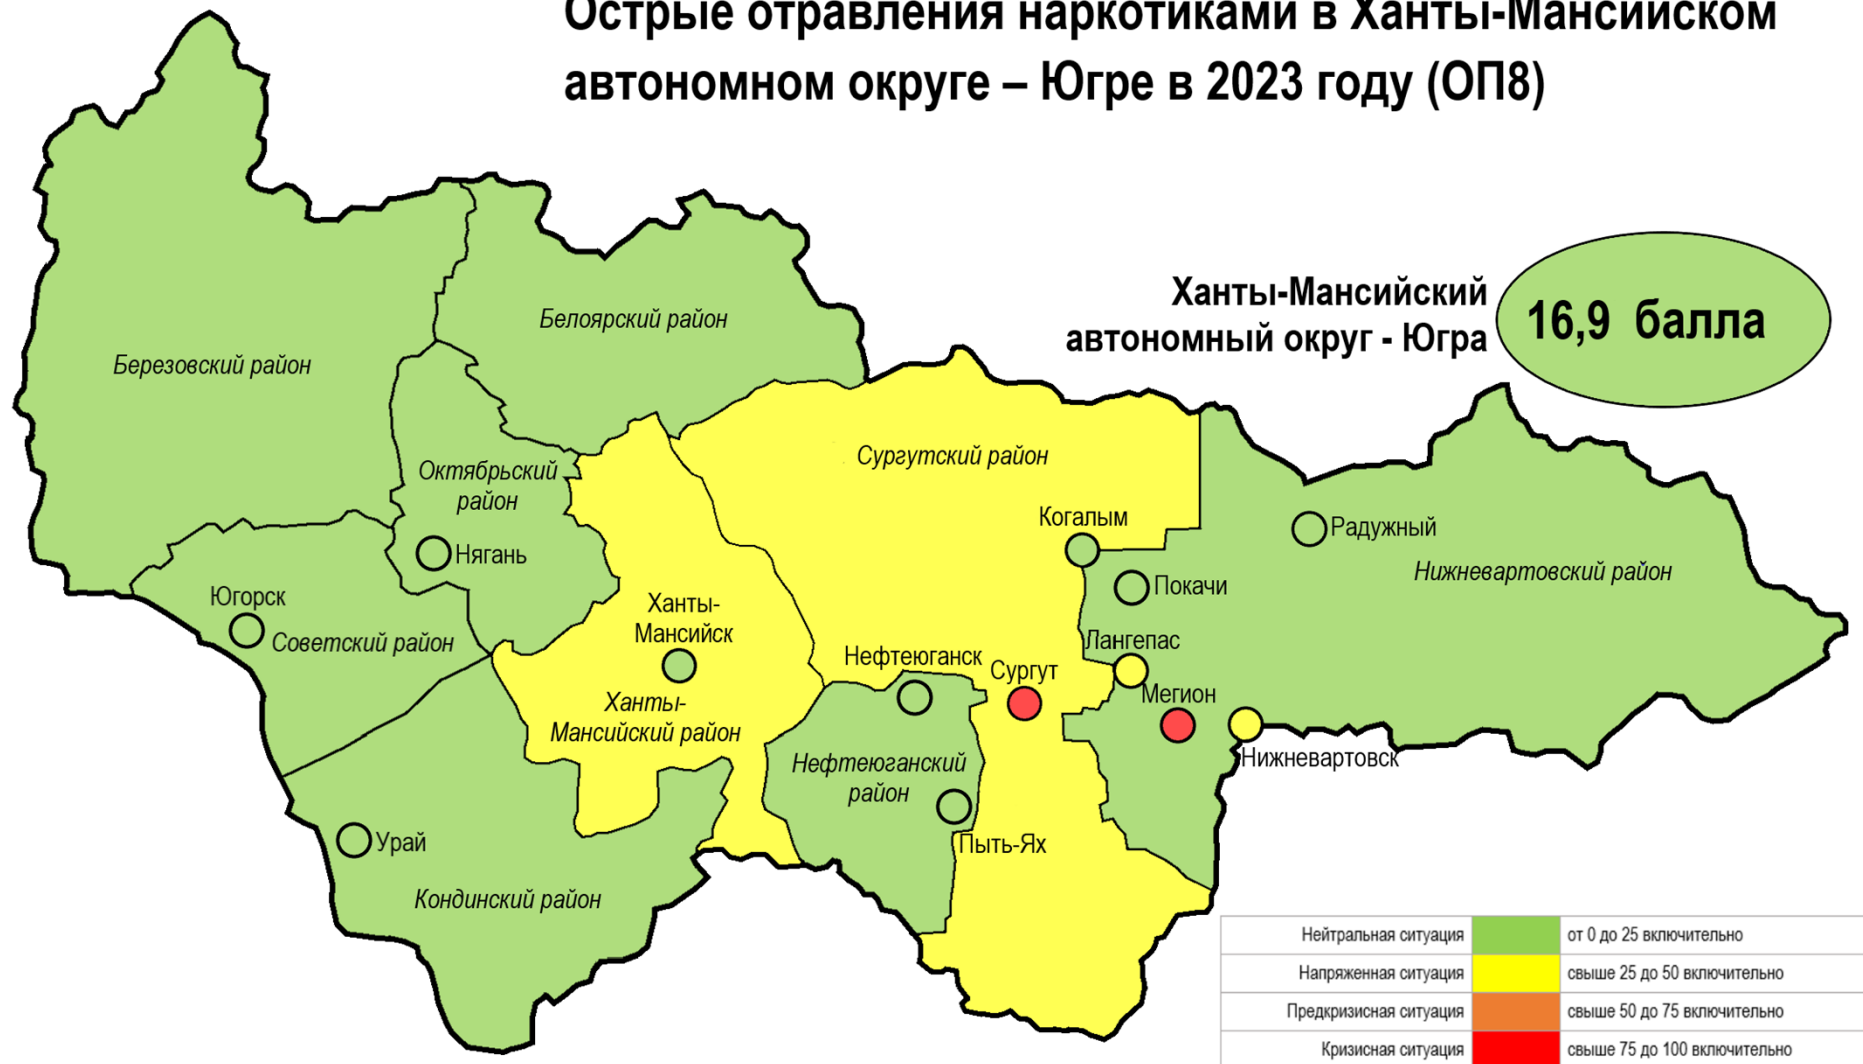 Острые отравления наркотиками в Ханты-Мансийском
автономном округе – Югре в 2023 году (ОП8)
Ханты-Мансийский
автономный округ - Югра
16,9 балла
Белоярский район
Березовский район
Сургутский район
Октябрьский
район
Когалым
Радужный
Нягань
Нижневартовский район
Покачи
Югорск
Советский район
Ханты-
Мансийск
Лангепас
Нефтеюганск
Сургут
Мегион
Ханты-
Мансийский район
Нижневартовск
Нефтеюганский
район
Урай
Пыть-Ях
Кондинский район
Нейтральная ситуация от 0 до 25 включительно
Напряженная ситуация свыше 25 до 50 включительно
Предкризисная ситуация свыше 50 до 75 включительно
Кризисная ситуация свыше 75 до 100 включительно